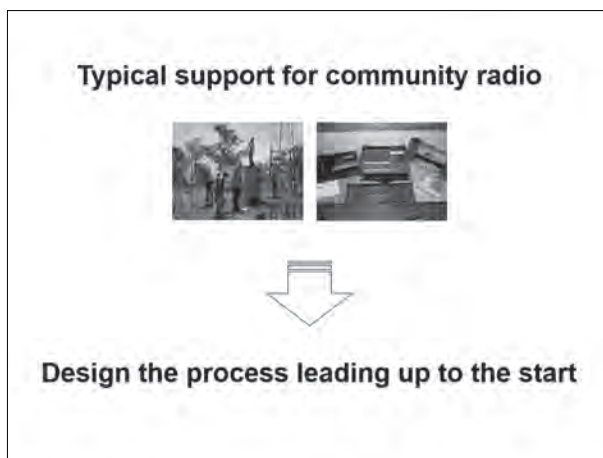 Typical support for community radio
Design the process leading up to the start